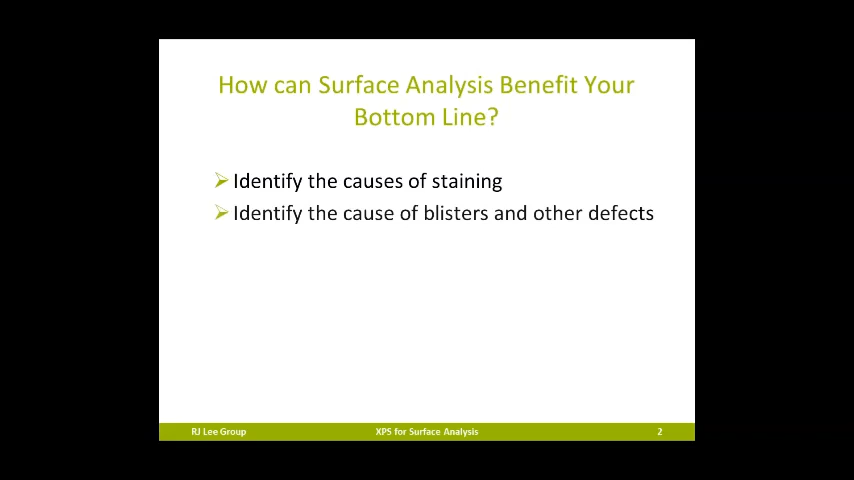 How can Surface Analysis Benefit Your
Bottom Line?
Identify the causes of staining
Identify the cause of blisters and other defects
RJ Lee Group
XPS for Surface Analysis
2